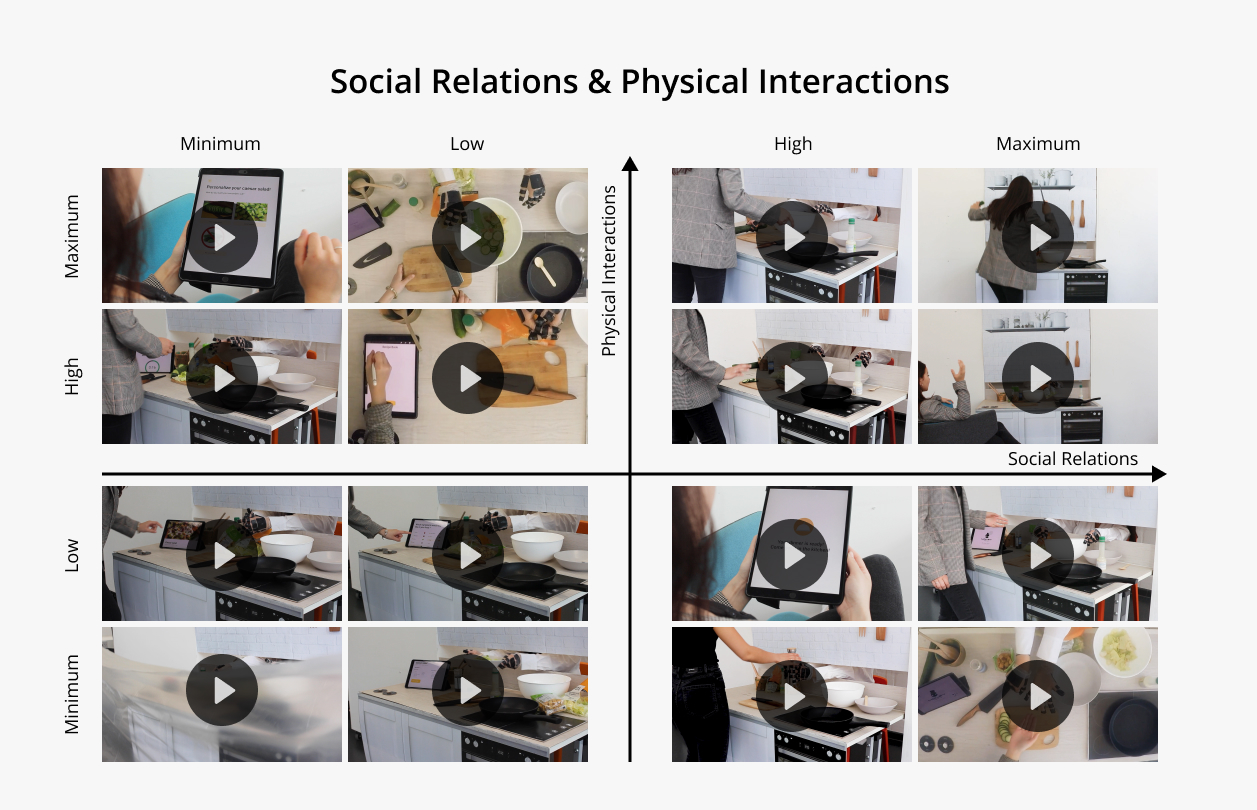 Social Relations & Physical Interactions
Minimum
Low
High
Maximum
Maximum
Personalise your caesar salad!
Physical Interactions
High
Social Relations
Low
Minimum